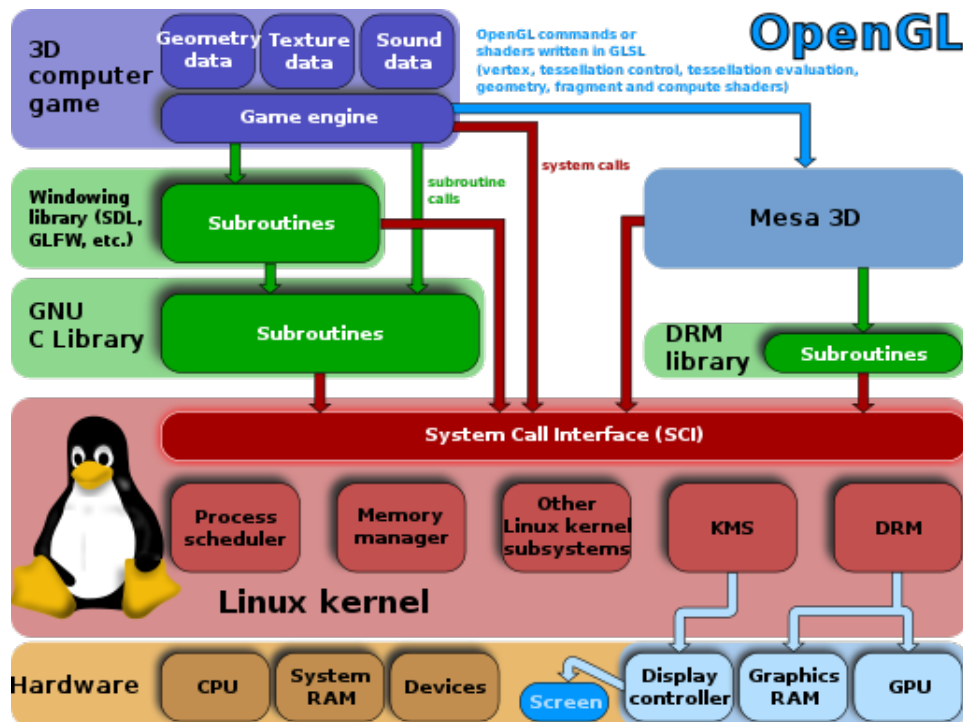 3D
computer
game
Geometry
data
Texture
data
Sound
data
Game engine
OpenGL commands or
shaders written in GLSL
(vertex, tessellation control, tessellation evaluation,
geometry, fragment and compute shaders)
OpenGL
system calls
subroutine
calls
Windowing
library (SDL,
GLFW, etc.)
Subroutines
Mesa 3D
GNU
C Library
Subroutines
DRM
library
Subroutines
System Call Interface (SCI)
Process
scheduler
Memory
manager
Other
Linux kernel
subsystems
KMS
DRM
Linux kernel
Hardware
CPU
System
RAM
Devices
Screen
Display
controller
Graphics
RAM
GPU